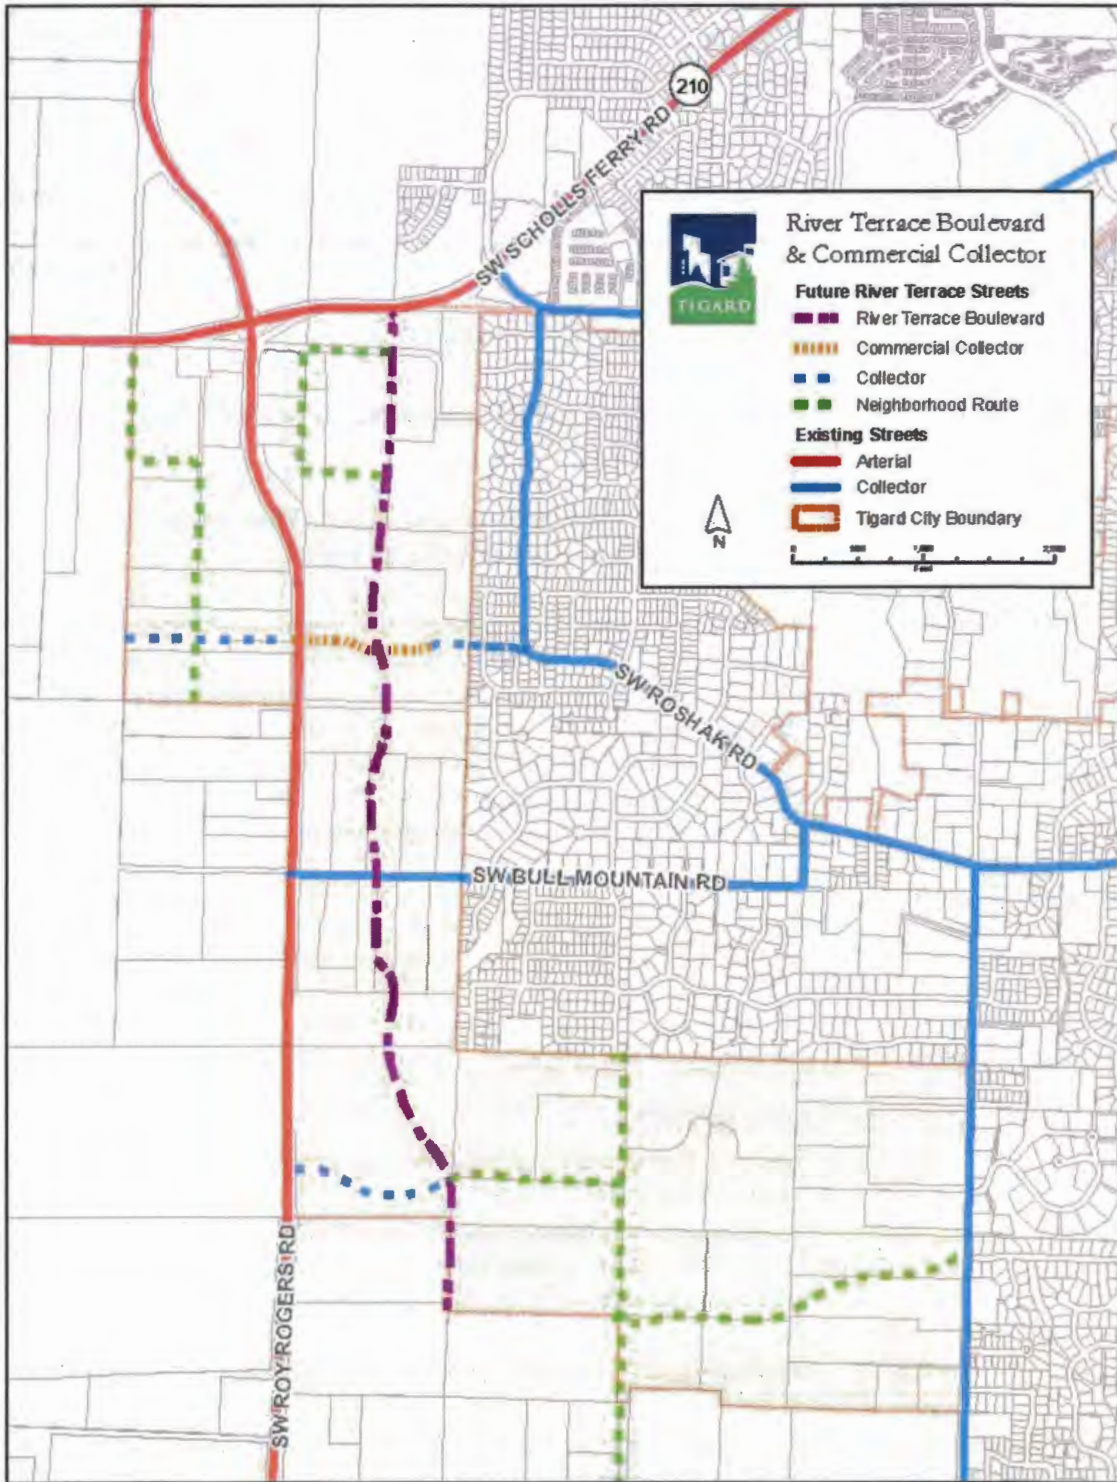 210
SW SCHOLLS FERRY RD
TIGARD
River Terrace Boulevard
& Commercial Collector
Future River Terrace Streets
River Terrace Boulevard
Commercial Collector
Collector
Neighborhood Route
Existing Streets
Arterial
Collector
Tigard City Boundary
N
0
Feet
SW ROSHAK RD
SW BULL MOUNTAIN RD
SW ROY ROGERS RD